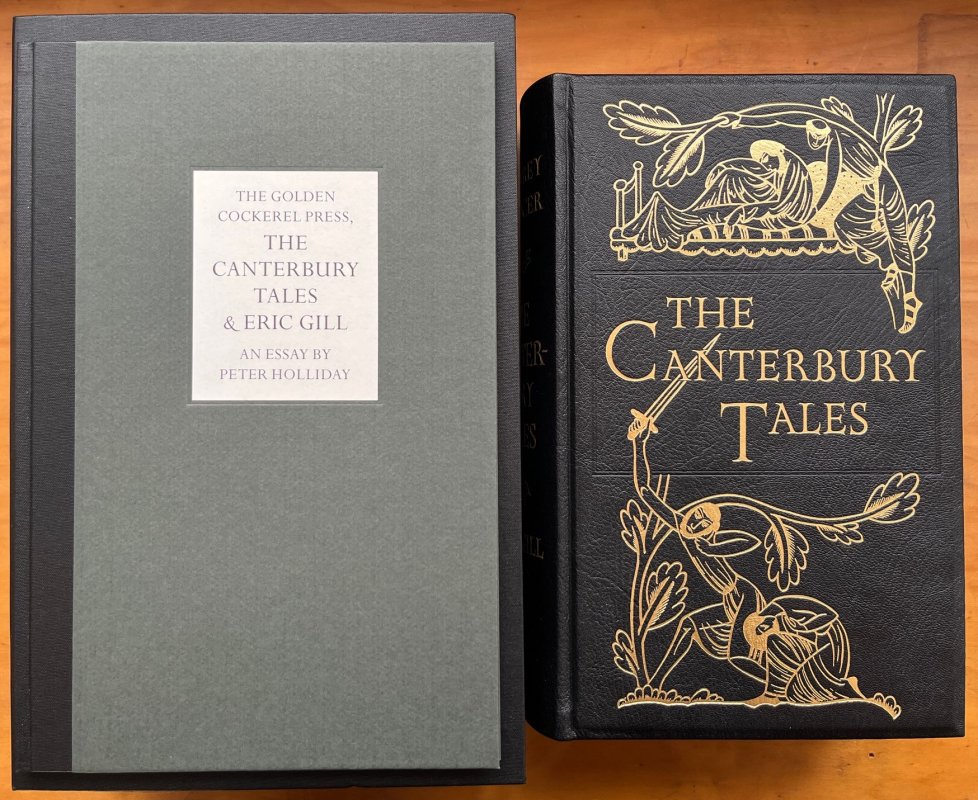 THE GOLDEN
COCKEREL PRESS,
THE
CANTERBURY
TALES
& ERIC GILL
AN ESSAY BY
PETER HOLLIDAY
THE
CANTERBURY
TALES